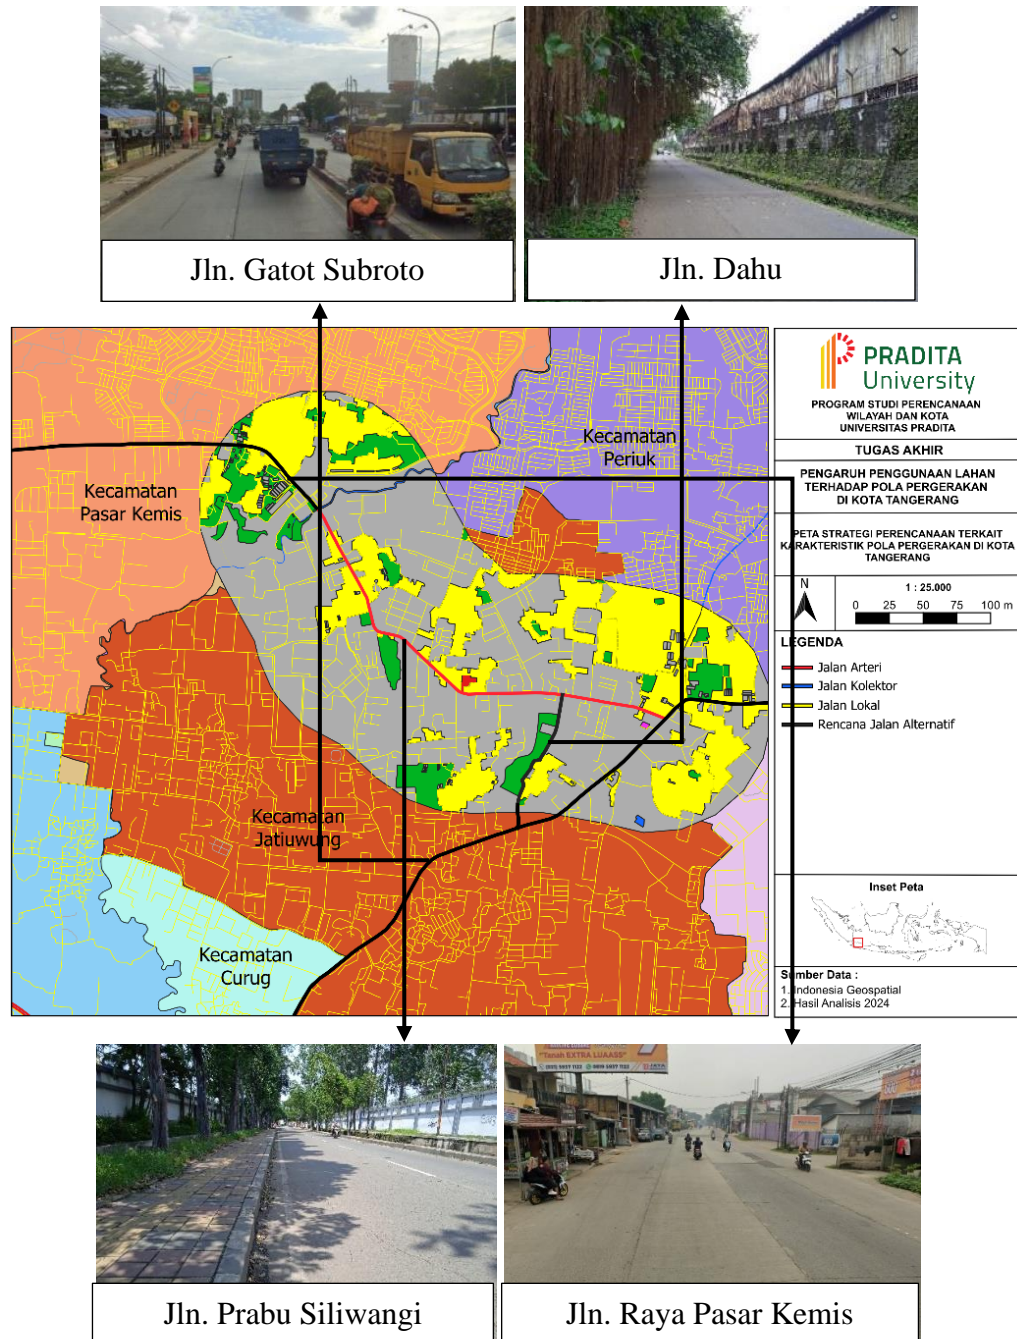 Jln. Gatot Subroto
Jln. Dahu
Kecamatan
Periuk
Kecamatan
Pasar Kemis
Kecamatan
Jatiuwung
Kecamatan
Curug
PRADITA
University
PROGRAM STUDI PERENCANAAN
WILAYAH DAN KOTA
UNIVERSITAS PRADITA
TUGAS AKHIR
PENGARUH PENGGUNAAN LAHAN
TERHADAP POLA PERGERAKAN
DI KOTA TANGERANG
PETA STRATEGI PERENCANAAN TERKAIT
KARAKTERISTIK POLA PERGERAKAN DI KOTA
TANGERANG
N
1 : 25.000
0 25 50 75 100 m
LEGENDA
Jalan Arteri
Jalan Kolektor
Jalan Lokal
Rencana Jalan Alternatif
Inset Peta
Sumber Data :
1. Indonesia Geospatial
2. Hasil Analisis 2024
"Tanah EXTRA LUAASS"
Jln. Prabu Siliwangi
Jln. Raya Pasar Kemis